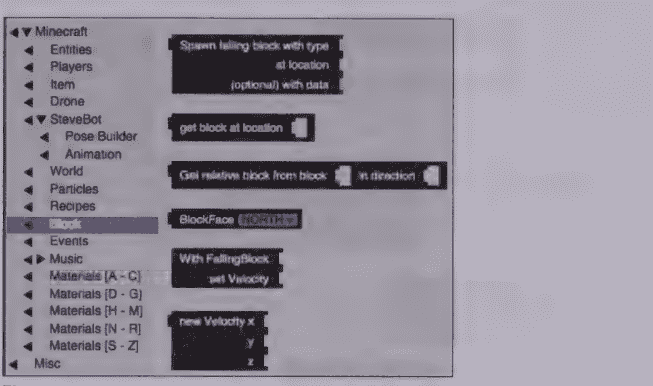 Minecraft
Entities
Players
Item
Drone
SteveBot
Pose Builder
Animation
World
Particles
Recipes
Block
Events
Music
Materials [A - C]
Materials [D - G]
Materials [H - M]
Materials [N - R]
Materials [S - Z]
Misc
Spawn falling block with type
at location
(optional) with data
get block at location
Get relative block from block in direction
BlockFace NORTH
With FallingBlock
set Velocity
new Velocity x
y
z